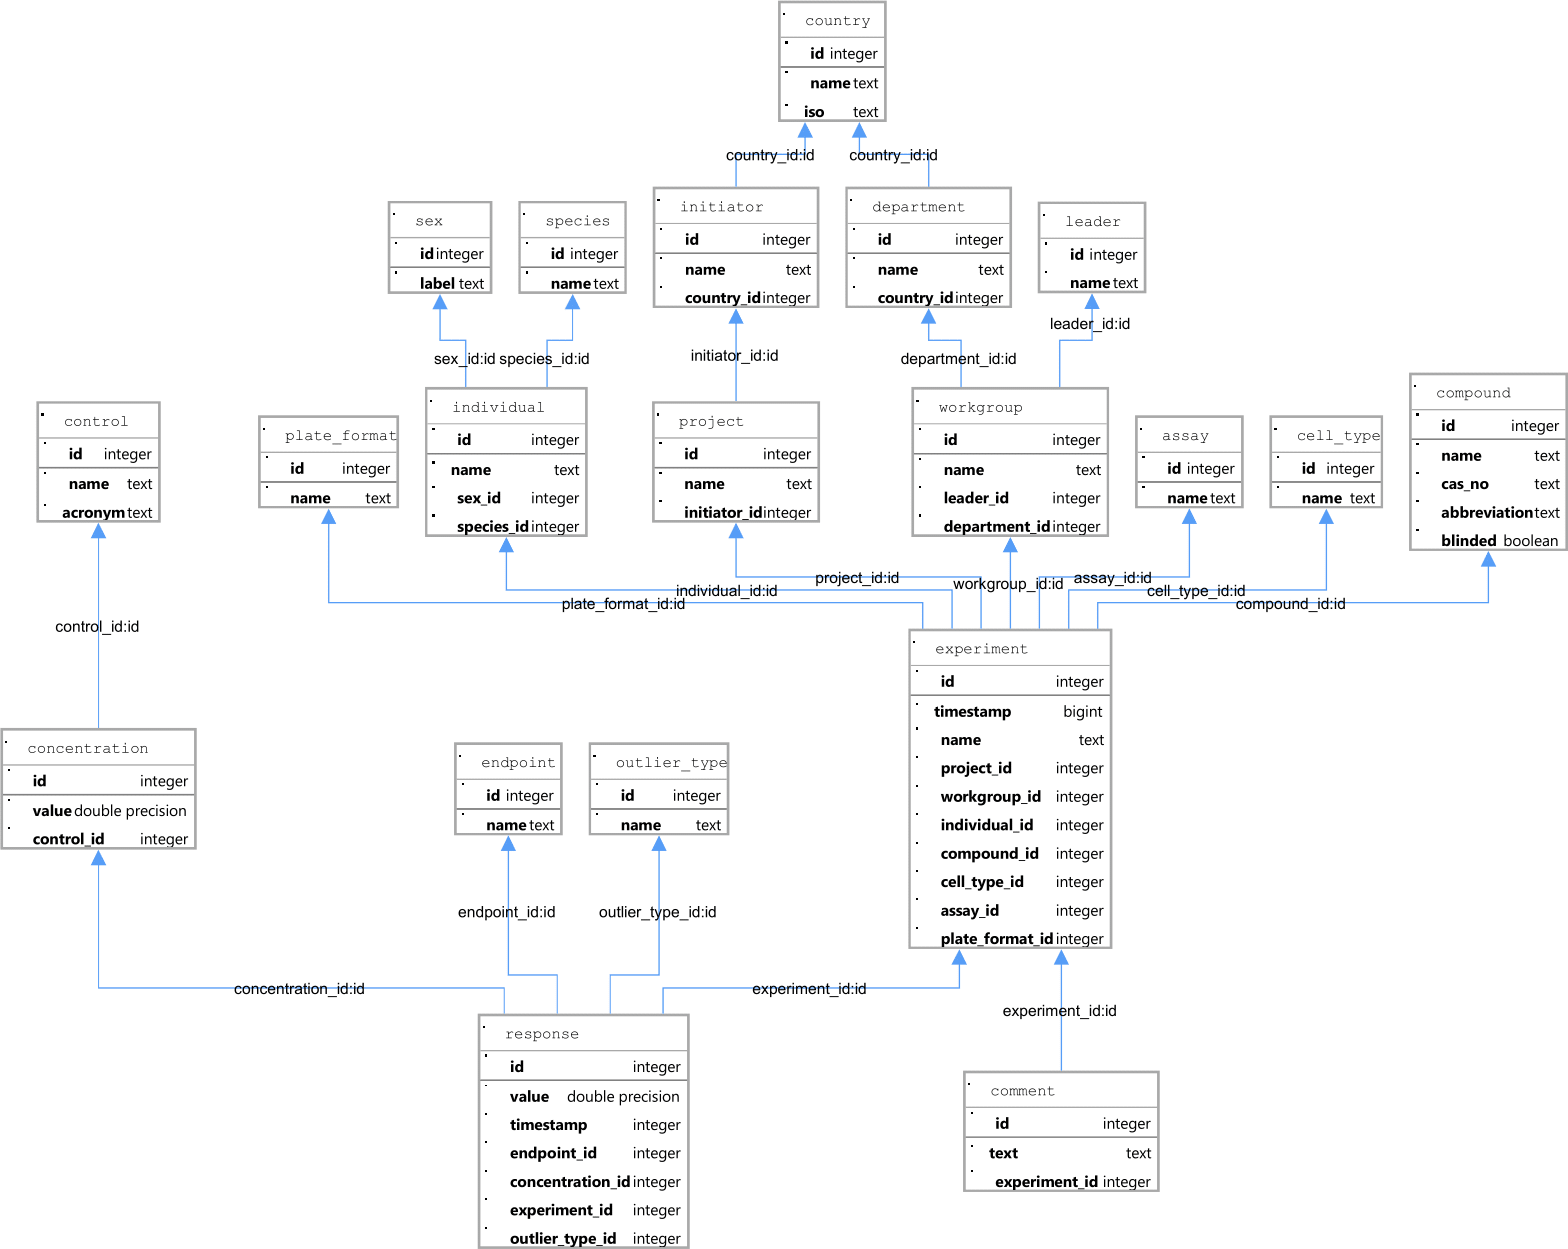 country
id integer
name text
iso text
country_id:id
country_id:id
sex
id integer
label text
species
id integer
name text
initiator
id integer
name text
country_id integer
department
id integer
name text
country_id integer
leader
id integer
name text
sex_id:id
species_id:id
initiator_id:id
department_id:id
leader_id:id
control
id integer
name text
acronym text
plate_format
id integer
name text
individual
id integer
name text
sex_id integer
species_id integer
project
id integer
name text
initiator_id integer
workgroup
id integer
name text
leader_id integer
department_id integer
assay
id integer
name text
cell_type
id integer
name text
compound
id integer
name text
cas_no text
abbreviation text
blinded boolean
control_id:id
plate_format_id:id
individual_id:id
project_id:id
workgroup_id:id
assay_id:id
cell_type_id:id
compound_id:id
experiment
id integer
timestamp bigint
name text
project_id integer
workgroup_id integer
individual_id integer
compound_id integer
cell_type_id integer
assay_id integer
plate_format_id integer
concentration
id integer
value double precision
control_id integer
endpoint
id integer
name text
outlier_type
id integer
name text
endpoint_id:id
outlier_type_id:id
concentration_id:id
experiment_id:id
experiment_id:id
response
id integer
value double precision
timestamp integer
endpoint_id integer
concentration_id integer
experiment_id integer
outlier_type_id integer
comment
id integer
text text
experiment_id integer